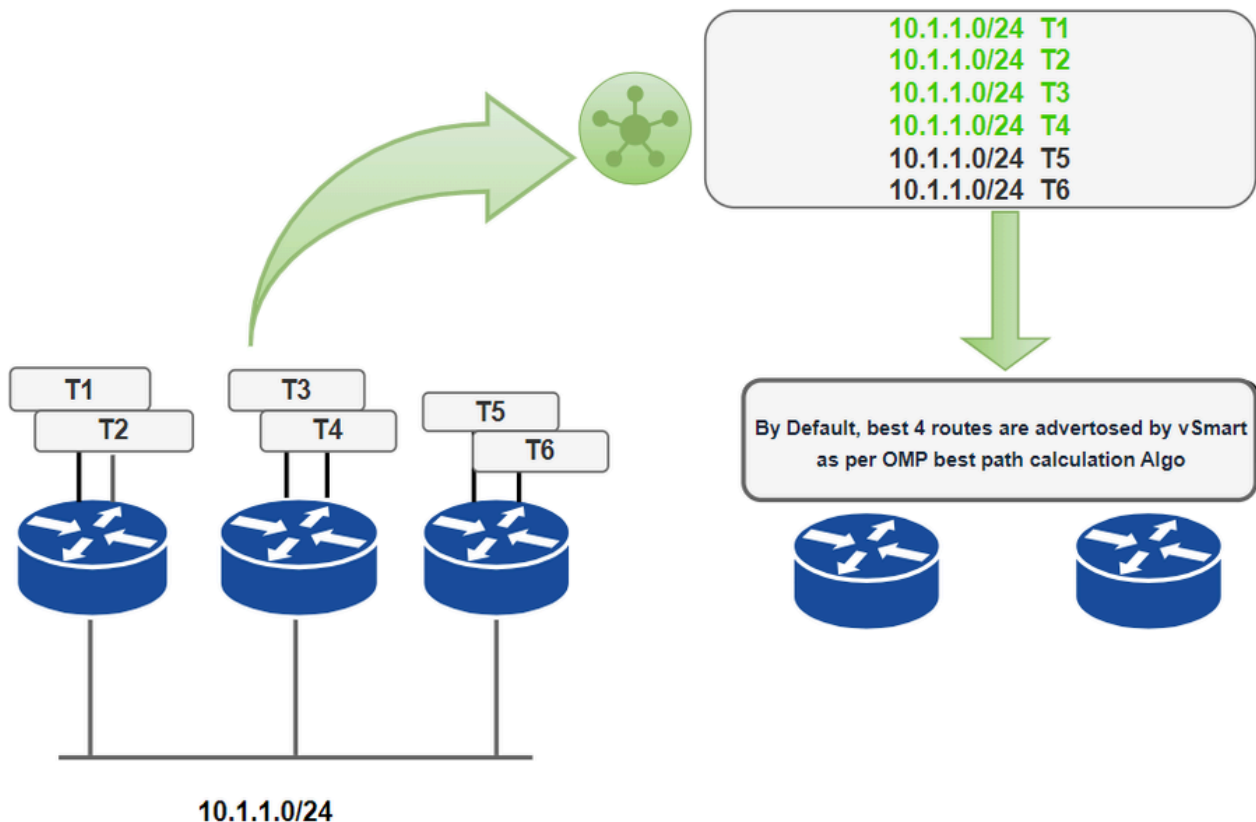 10.1.1.0/24 T1
10.1.1.0/24 T2
10.1.1.0/24 T3
10.1.1.0/24 T4
10.1.1.0/24 T5
10.1.1.0/24 T6
T1
T2
T3
T4
T5
T6
By Default, best 4 routes are advertosed by vSmart
as per OMP best path calculation Algo
10.1.1.0/24